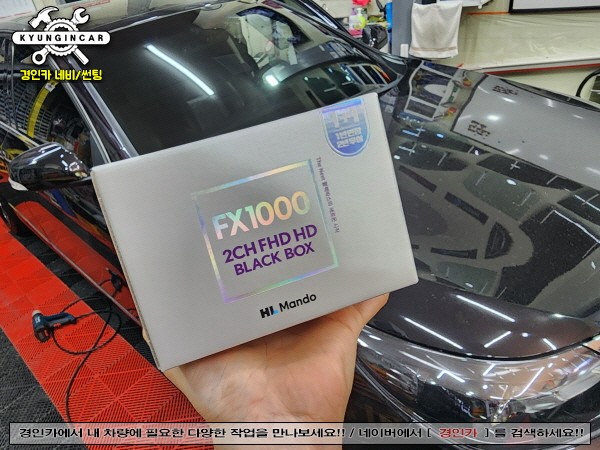 KYUNGINCAR
경인카 네비/썬팅
FX1000
2CH FHD HD
BLACK BOX
HL Mando
경인카에서 내 차량에 필요한 다양한 작업을 만나보세요!! / 네이버에서 [ 경인카 ] 를 검색하세요!!